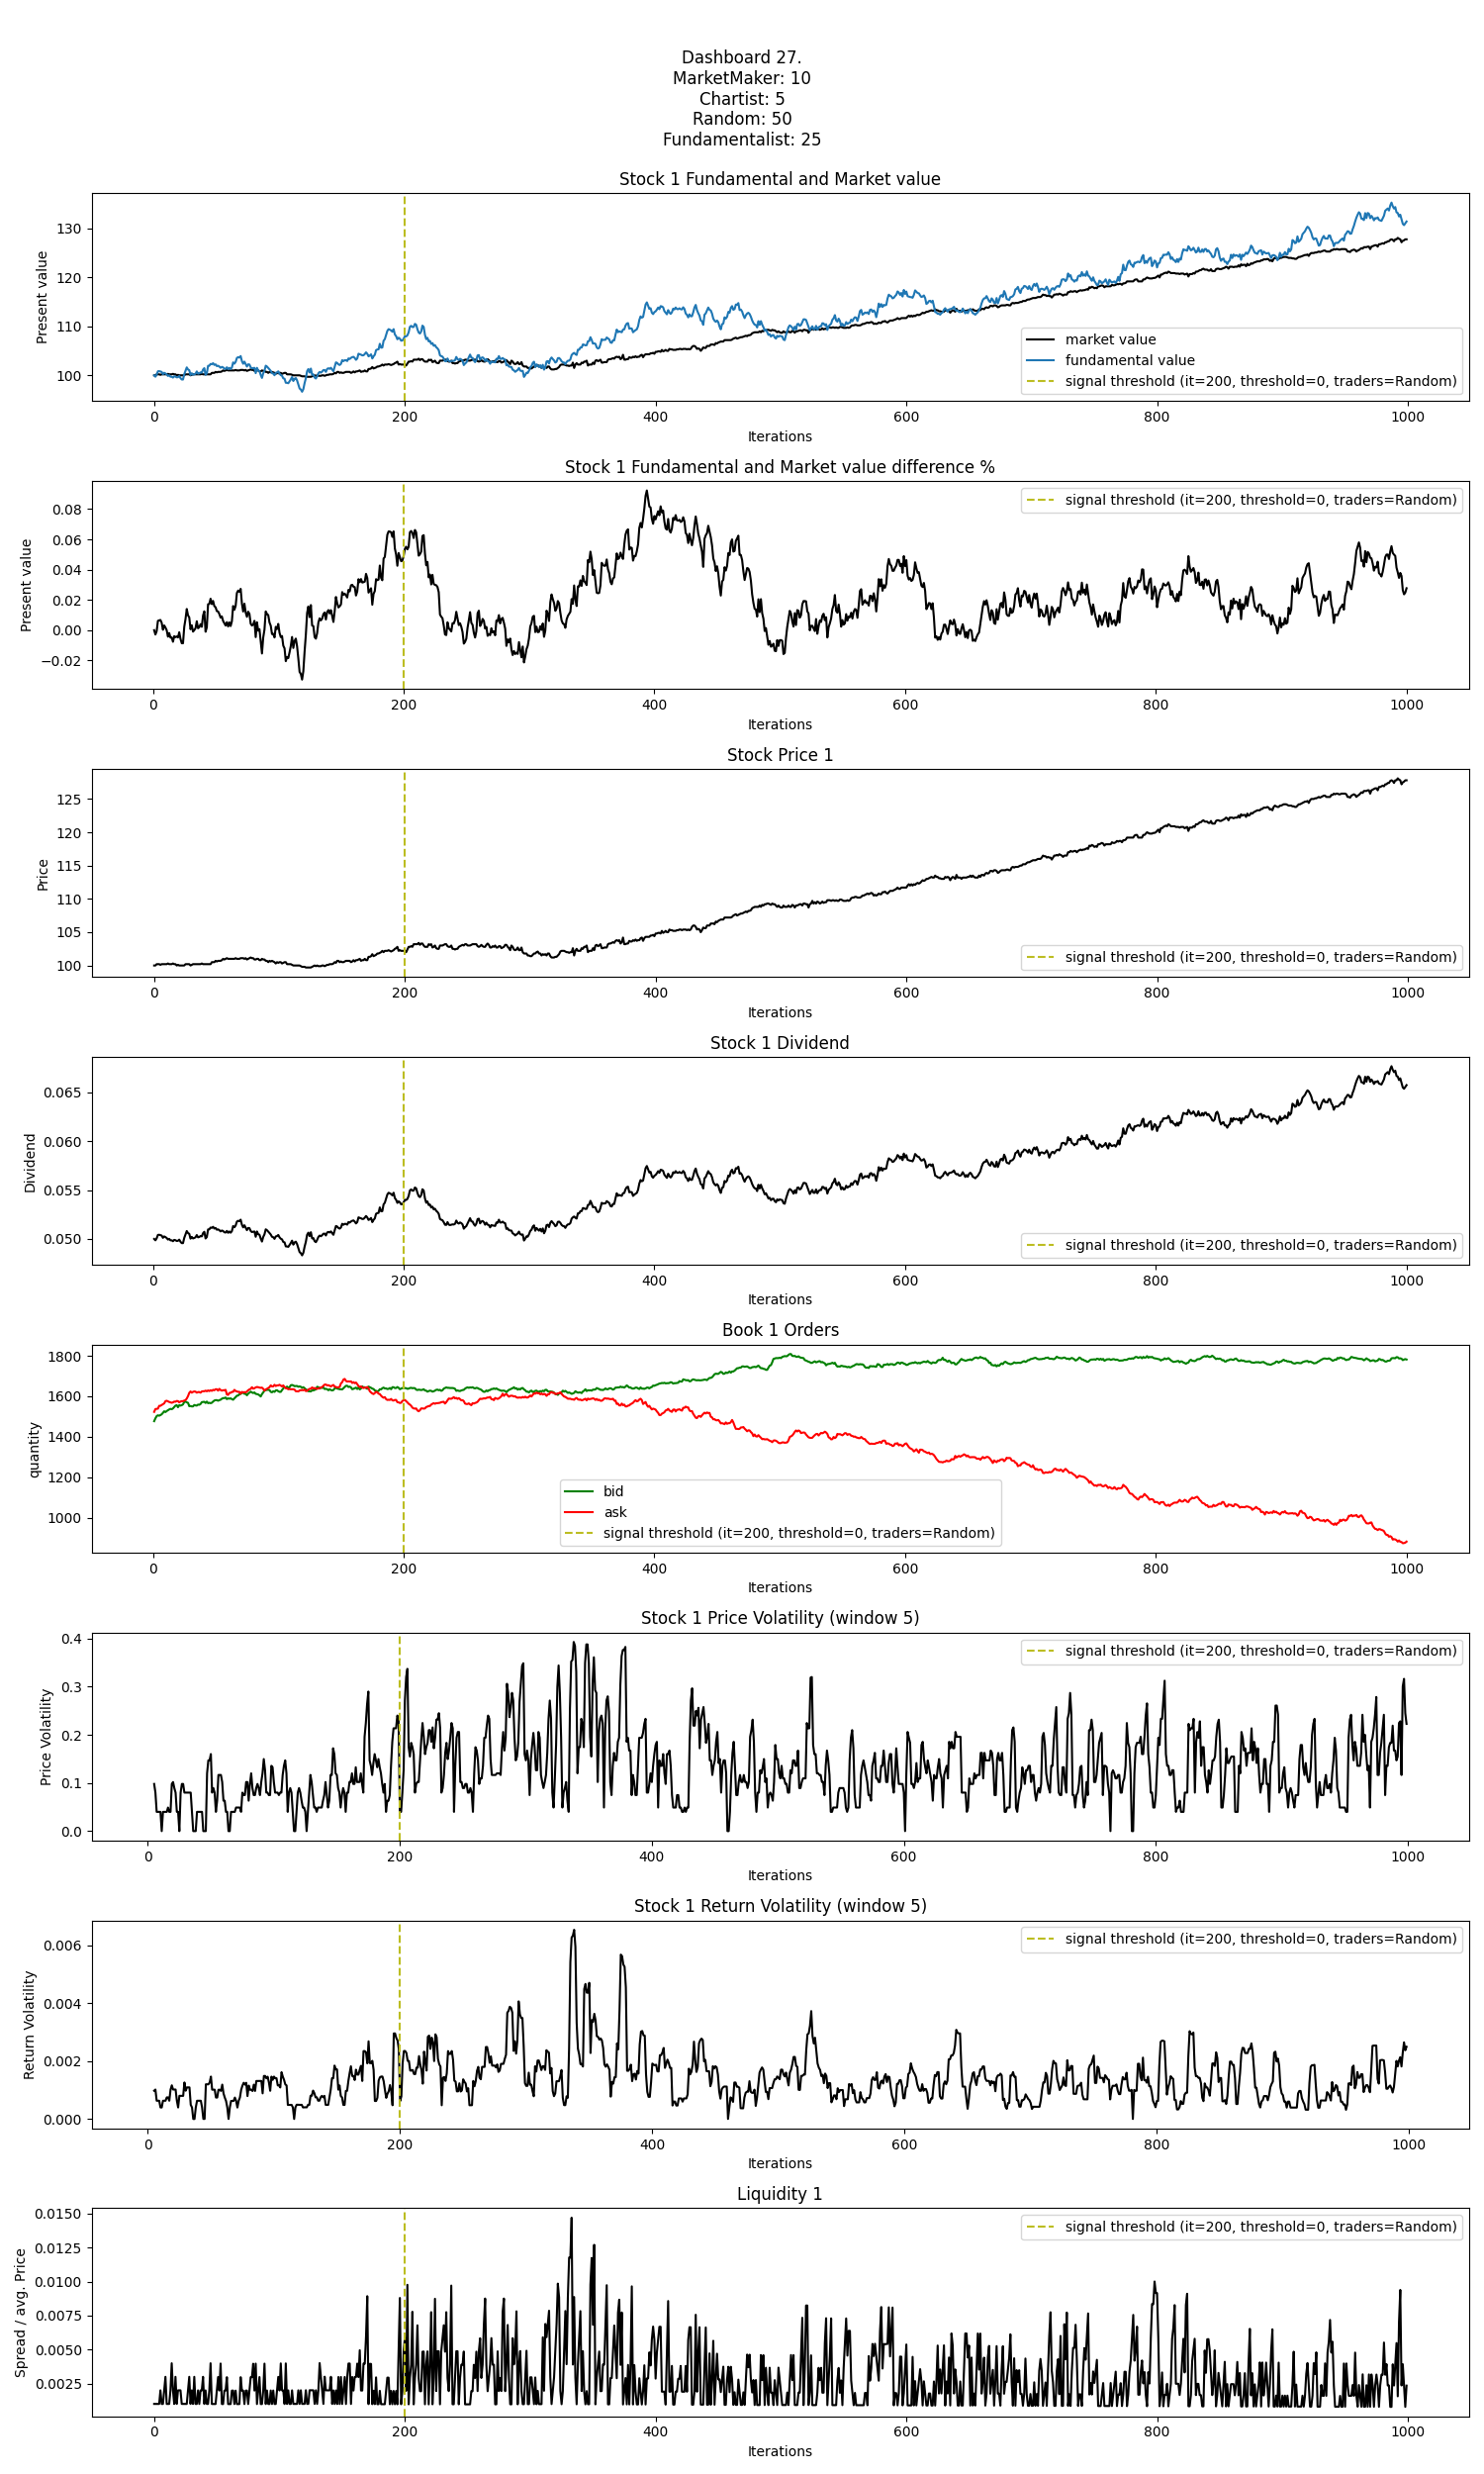 Dashboard 27.
MarketMaker: 10
Chartist: 5
Random: 50
Fundamentalist: 25
Stock 1 Fundamental and Market value
Present value
130
120
110
100
market value
fundamental value
signal threshold (it=200, threshold=0, traders=Random)
0 200 400 600 800 1000
Iterations
Stock 1 Fundamental and Market value difference %
Present value
0.08
0.06
0.04
0.02
0.00
−0.02
signal threshold (it=200, threshold=0, traders=Random)
0 200 400 600 800 1000
Iterations
Stock Price 1
Price
125
120
115
110
105
100
signal threshold (it=200, threshold=0, traders=Random)
0 200 400 600 800 1000
Iterations
Stock 1 Dividend
Dividend
0.065
0.060
0.055
0.050
signal threshold (it=200, threshold=0, traders=Random)
0 200 400 600 800 1000
Iterations
Book 1 Orders
quantity
1800
1600
1400
1200
1000
bid
ask
signal threshold (it=200, threshold=0, traders=Random)
0 200 400 600 800 1000
Iterations
Stock 1 Price Volatility (window 5)
Price Volatility
0.4
0.3
0.2
0.1
0.0
signal threshold (it=200, threshold=0, traders=Random)
0 200 400 600 800 1000
Iterations
Stock 1 Return Volatility (window 5)
Return Volatility
0.006
0.004
0.002
0.000
signal threshold (it=200, threshold=0, traders=Random)
0 200 400 600 800 1000
Iterations
Liquidity 1
Spread / avg. Price
0.0150
0.0125
0.0100
0.0075
0.0050
0.0025
signal threshold (it=200, threshold=0, traders=Random)
0 200 400 600 800 1000
Iterations